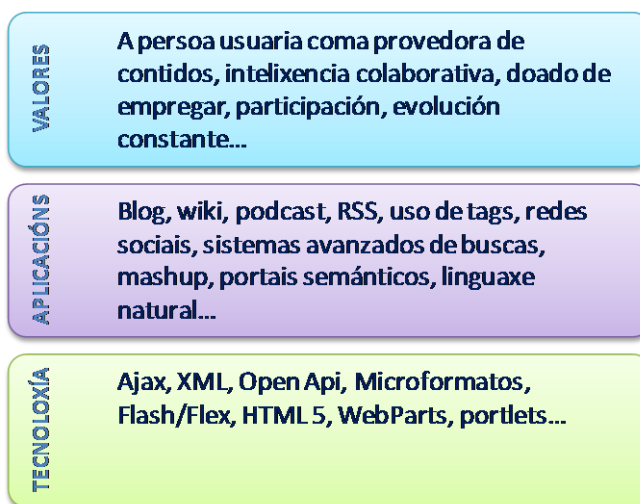 VALORES
A persoa usuaria coma provedora de
contidos, intelixencia colaborativa, doado de
empregar, participación, evolución
constante...
APLICACIÓNS
Blog, wiki, podcast, RSS, uso de tags, redes
sociais, sistemas avanzados de buscas,
mashup, portais semánticos, linguaxe
natural...
TECNOLOXÍA
Ajax, XML, Open Api, Microformatos,
Flash/Flex, HTML 5, WebParts, portlets...